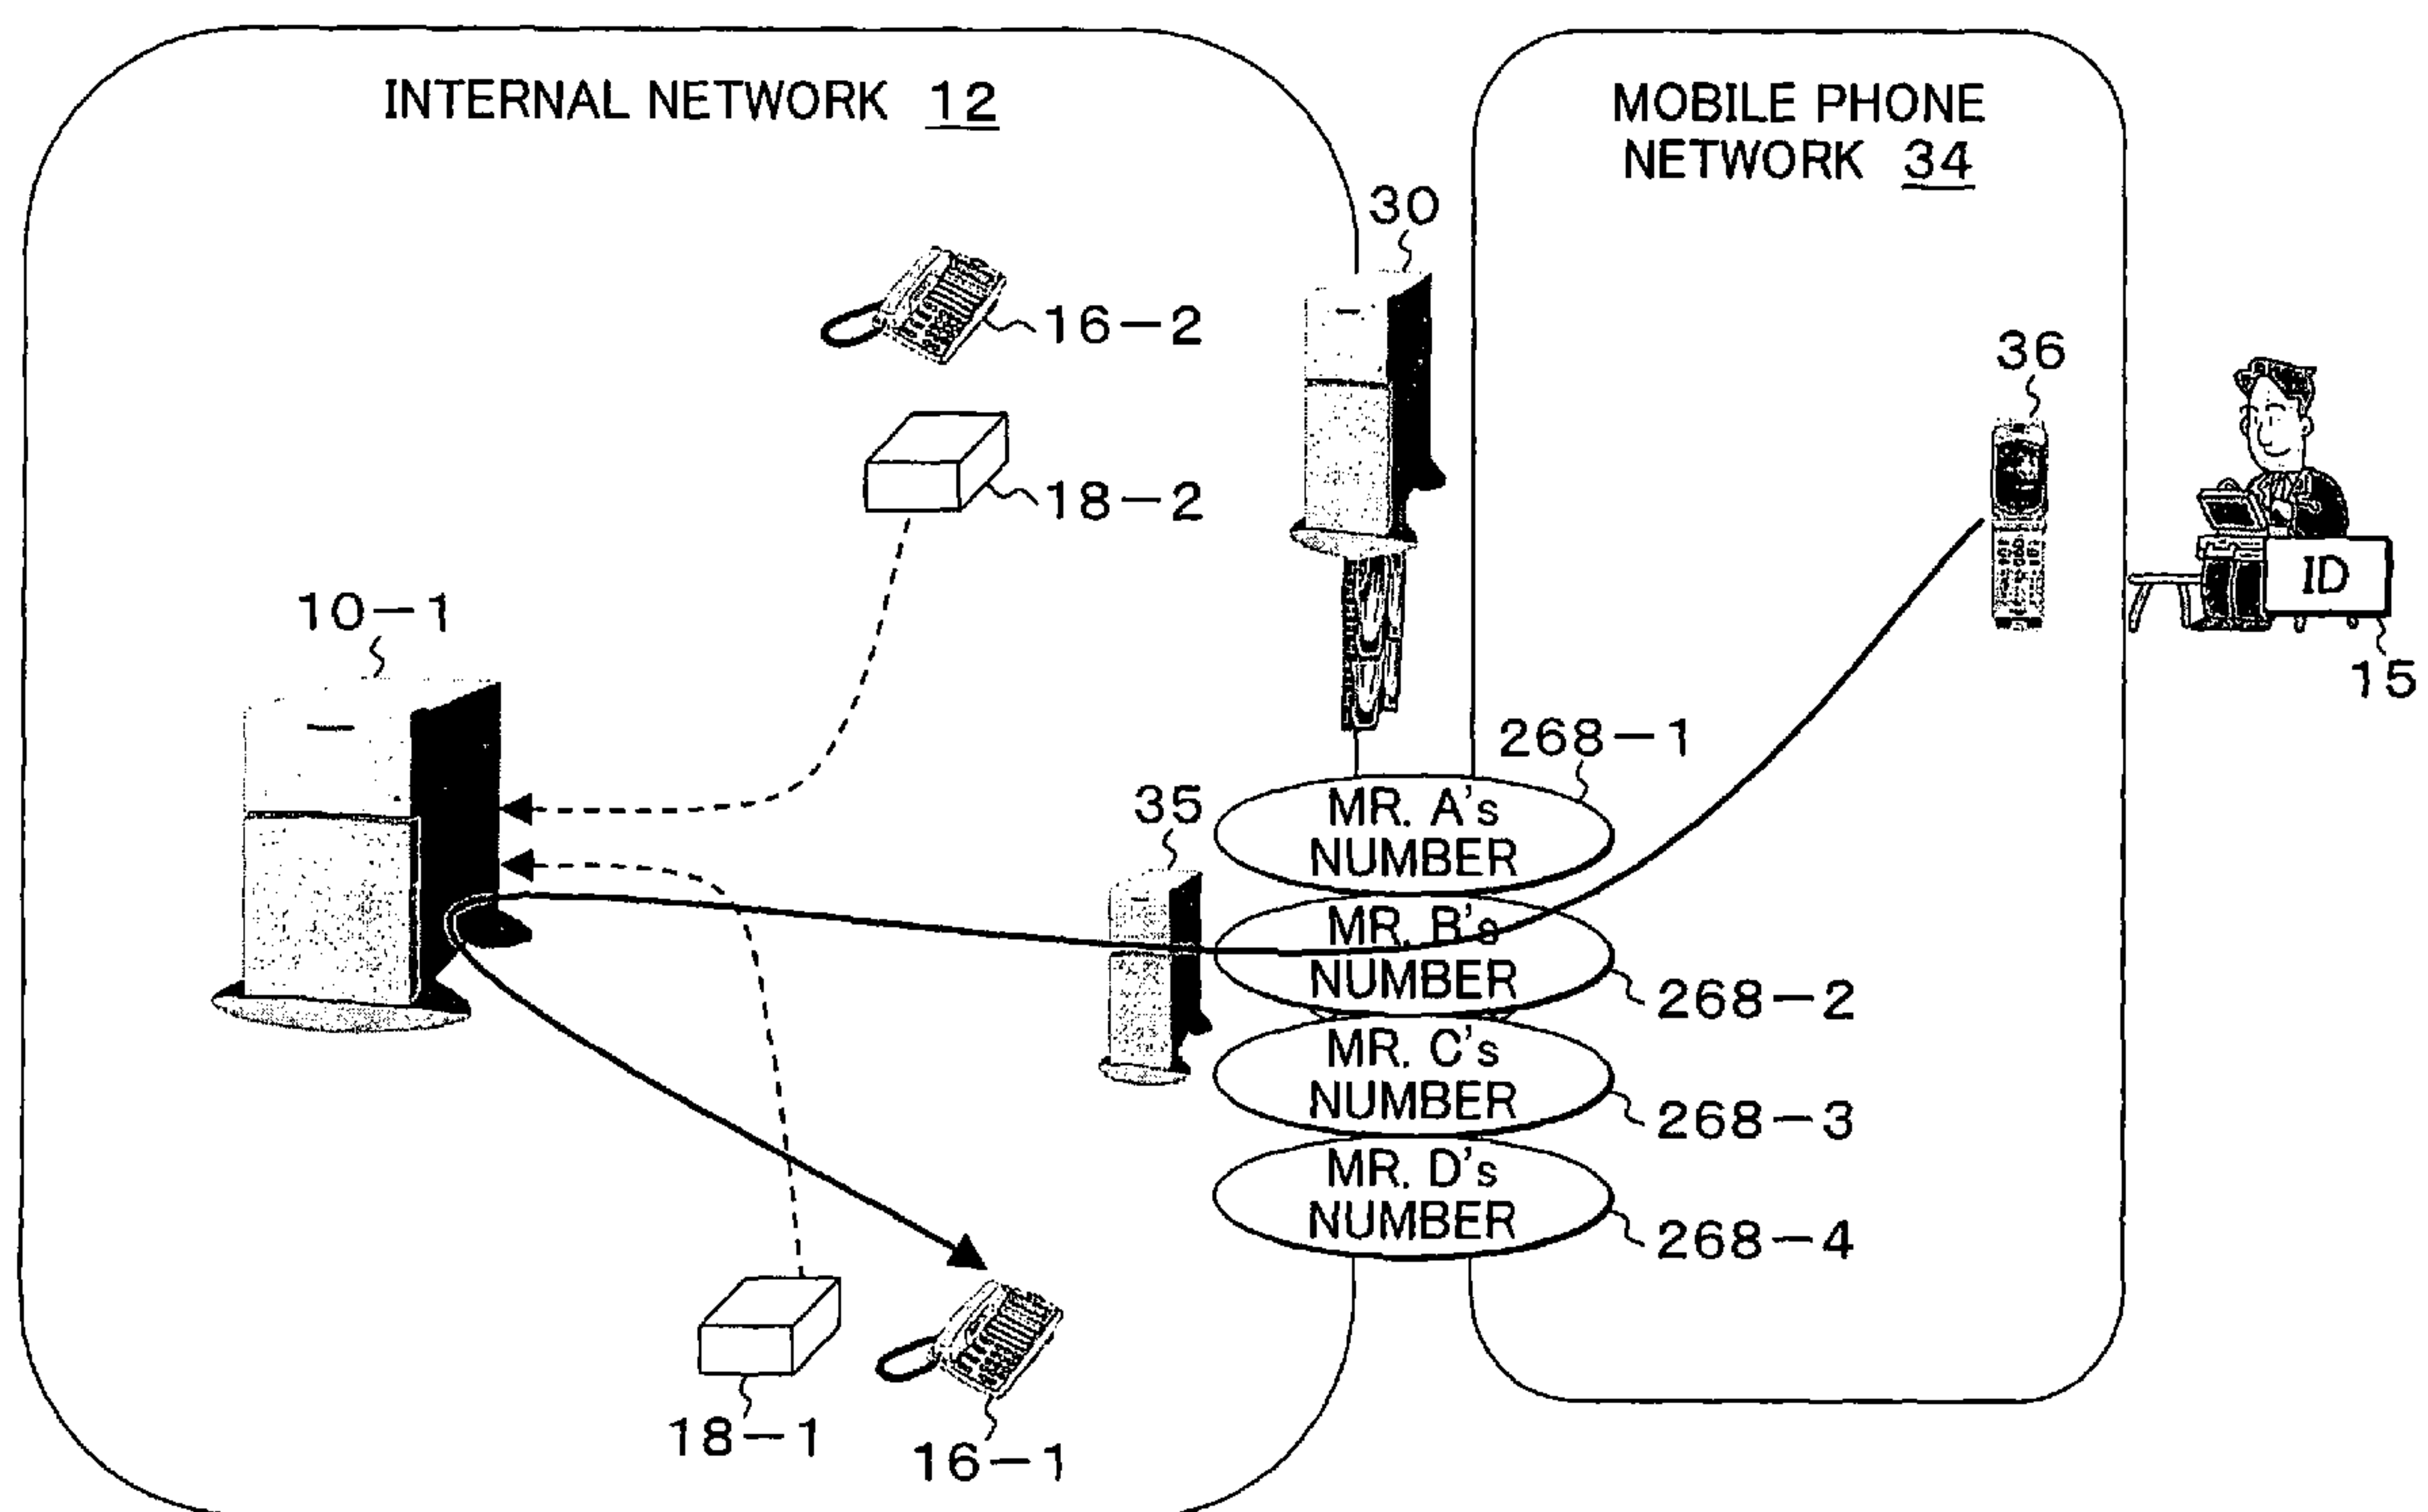 INTERNAL NETWORK 12
MOBILE PHONE
NETWORK 34
30
16-2
36
18-2
ID
10-1
15
268-1
35
MR. A's
NUMBER
MR. B's
NUMBER
268-2
MR. C's
NUMBER
268-3
MR. D's
NUMBER
268-4
18-1
16-1